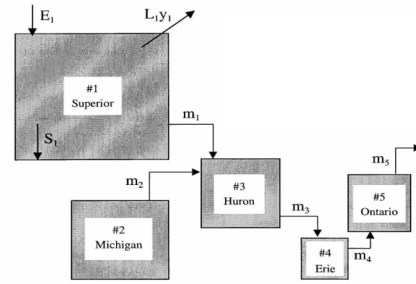 E₁
L₁y₁
#1
Superior
S₁
m₁
m₂
#3
Huron
m₃
#2
Michigan
m₅
#5
Ontario
#4
Erie
m₄